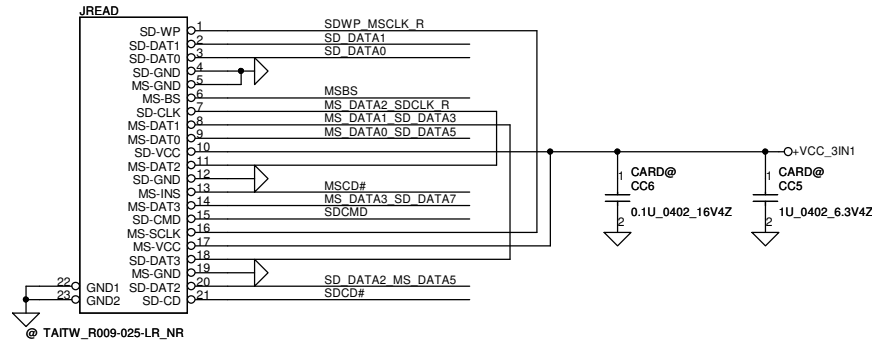 JREAD
SD-WP 1 SDWP_MSCLK_R
SD-DAT1 2 SD_DATA1
SD-DAT0 3 SD_DATA0
SD-GND 4
MS-GND 5
MS-BS 6 MSBS
SD-CLK 7 MS_DATA2_SDCLK_R
MS-DAT1 8 MS_DATA1_SD_DATA3
MS-DAT0 9 MS_DATA0_SD_DATA5
SD-VCC 10 +VCC_3IN1
MS-DAT2 11
SD-GND 12
MS-INS 13 MSCD#
MS-DAT3 14 MS_DATA3_SD_DATA7
SD-CMD 15 SDCMD
MS-SCLK 16
MS-VCC 17
SD-DAT3 18
MS-GND 19
22 GND1 SD-DAT2 20 SD_DATA2_MS_DATA5
23 GND2 SD-CD 21 SDCD#
@ TAITW_R009-025-LR_NR
1 CARD@
CC6
2 0.1U_0402_16V4Z
1 CARD@
CC5
2 1U_0402_6.3V4Z